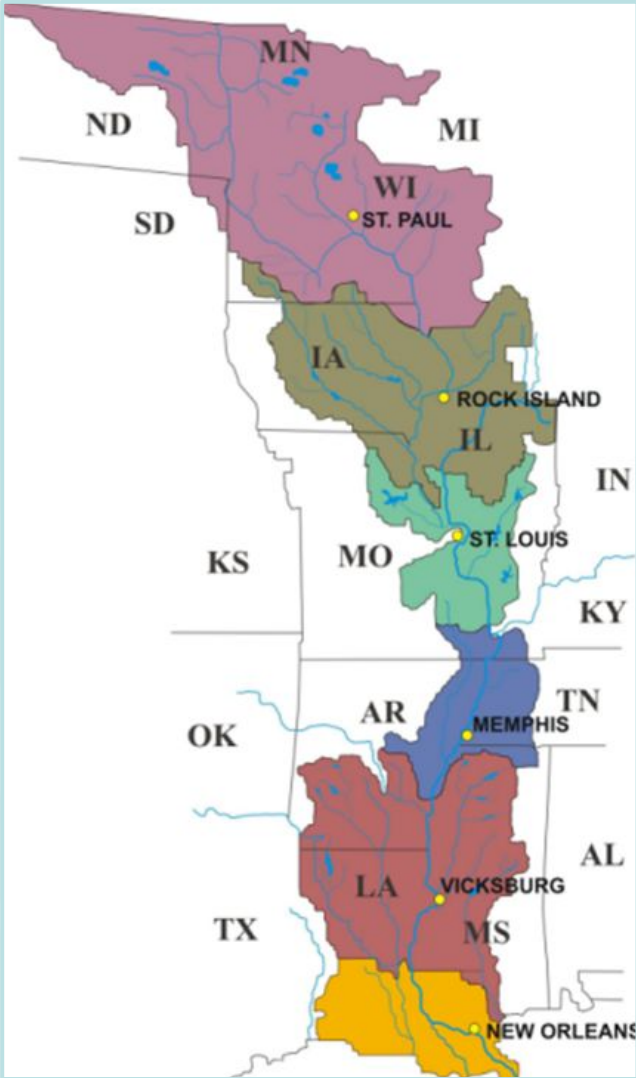 MN
ND
MI
WI
SD
ST. PAUL
IA
ROCK ISLAND
IL
IN
ST. LOUIS
MO
KS
KY
TN
AR
MEMPHIS
OK
AL
LA
VICKSBURG
TX
MS
NEW ORLEANS